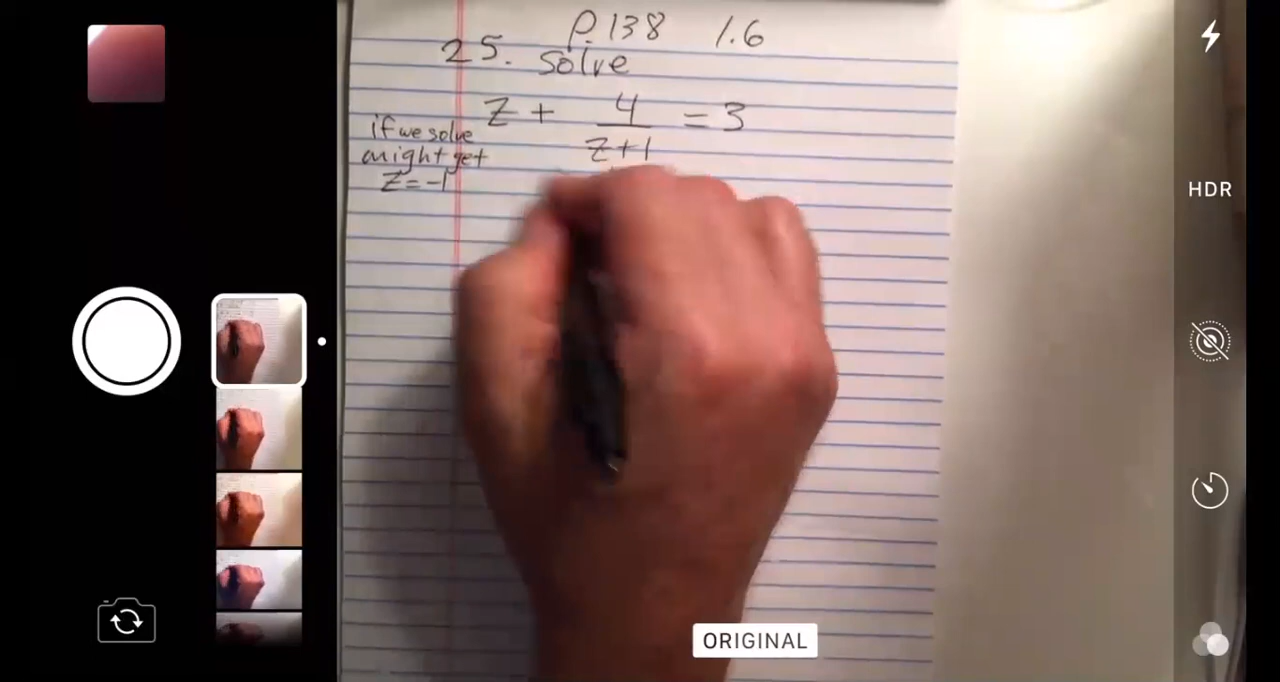 P. 138 1.6
25. Solve
z + 4/(z+1) = 3
if we solve
might get
z = -1
HDR
ORIGINAL